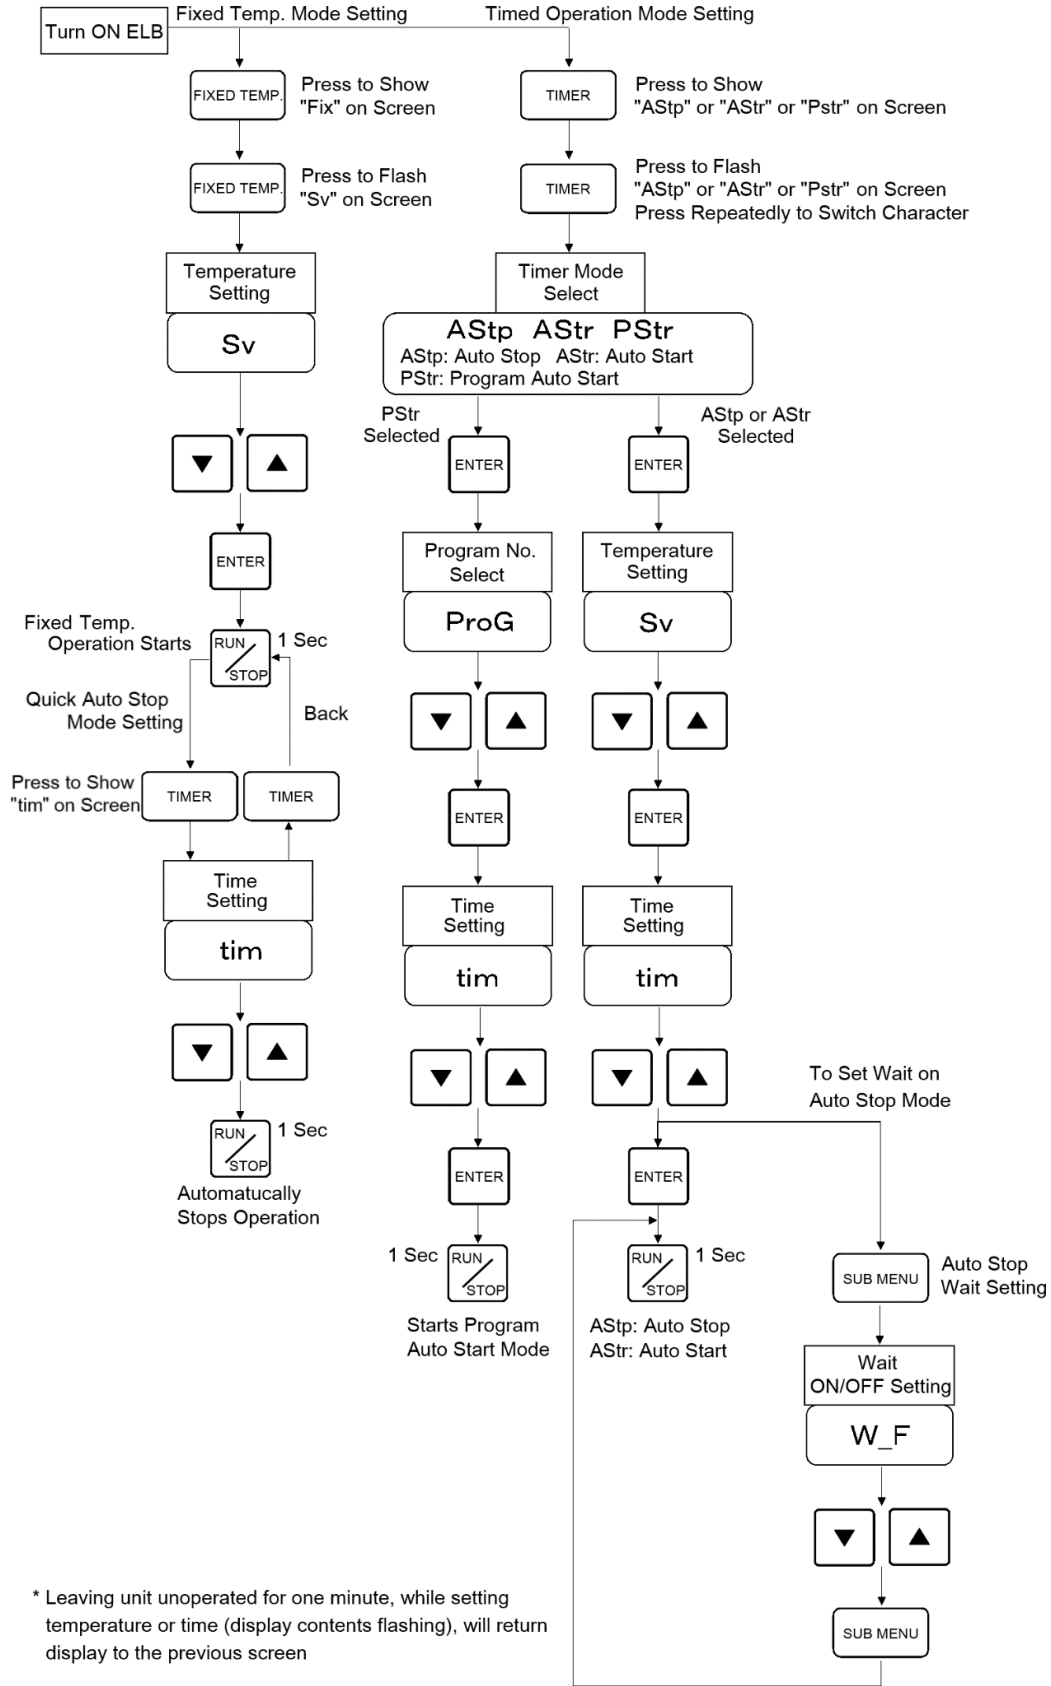 Turn ON ELB
Fixed Temp. Mode Setting
Timed Operation Mode Setting
FIXED TEMP.
Press to Show
"Fix" on Screen
TIMER
Press to Show
"AStp" or "AStr" or "Pstr" on Screen
FIXED TEMP.
Press to Flash
"Sv" on Screen
TIMER
Press to Flash
"AStp" or "AStr" or "Pstr" on Screen
Press Repeatedly to Switch Character
Temperature
Setting
Sv
Timer Mode
Select
AStp AStr PStr
AStp: Auto Stop AStr: Auto Start
PStr: Program Auto Start
PStr
Selected
ENTER
AStp or AStr
Selected
ENTER
▼ ▲
ENTER
Program No.
Select
ProG
Temperature
Setting
Sv
Fixed Temp.
Operation Starts
RUN
STOP
1 Sec
Quick Auto Stop
Mode Setting
Back
▼ ▲
▼ ▲
Press to Show
"tim" on Screen
TIMER
TIMER
ENTER
ENTER
Time
Setting
tim
Time
Setting
tim
Time
Setting
tim
▼ ▲
▼ ▲
▼ ▲
To Set Wait on
Auto Stop Mode
RUN
STOP
1 Sec
Automatucally
Stops Operation
ENTER
ENTER
1 Sec
RUN
STOP
Starts Program
Auto Start Mode
RUN
STOP
1 Sec
AStp: Auto Stop
AStr: Auto Start
SUB MENU
Auto Stop
Wait Setting
Wait
ON/OFF Setting
W_F
▼ ▲
SUB MENU
* Leaving unit unoperated for one minute, while setting
temperature or time (display contents flashing), will return
display to the previous screen